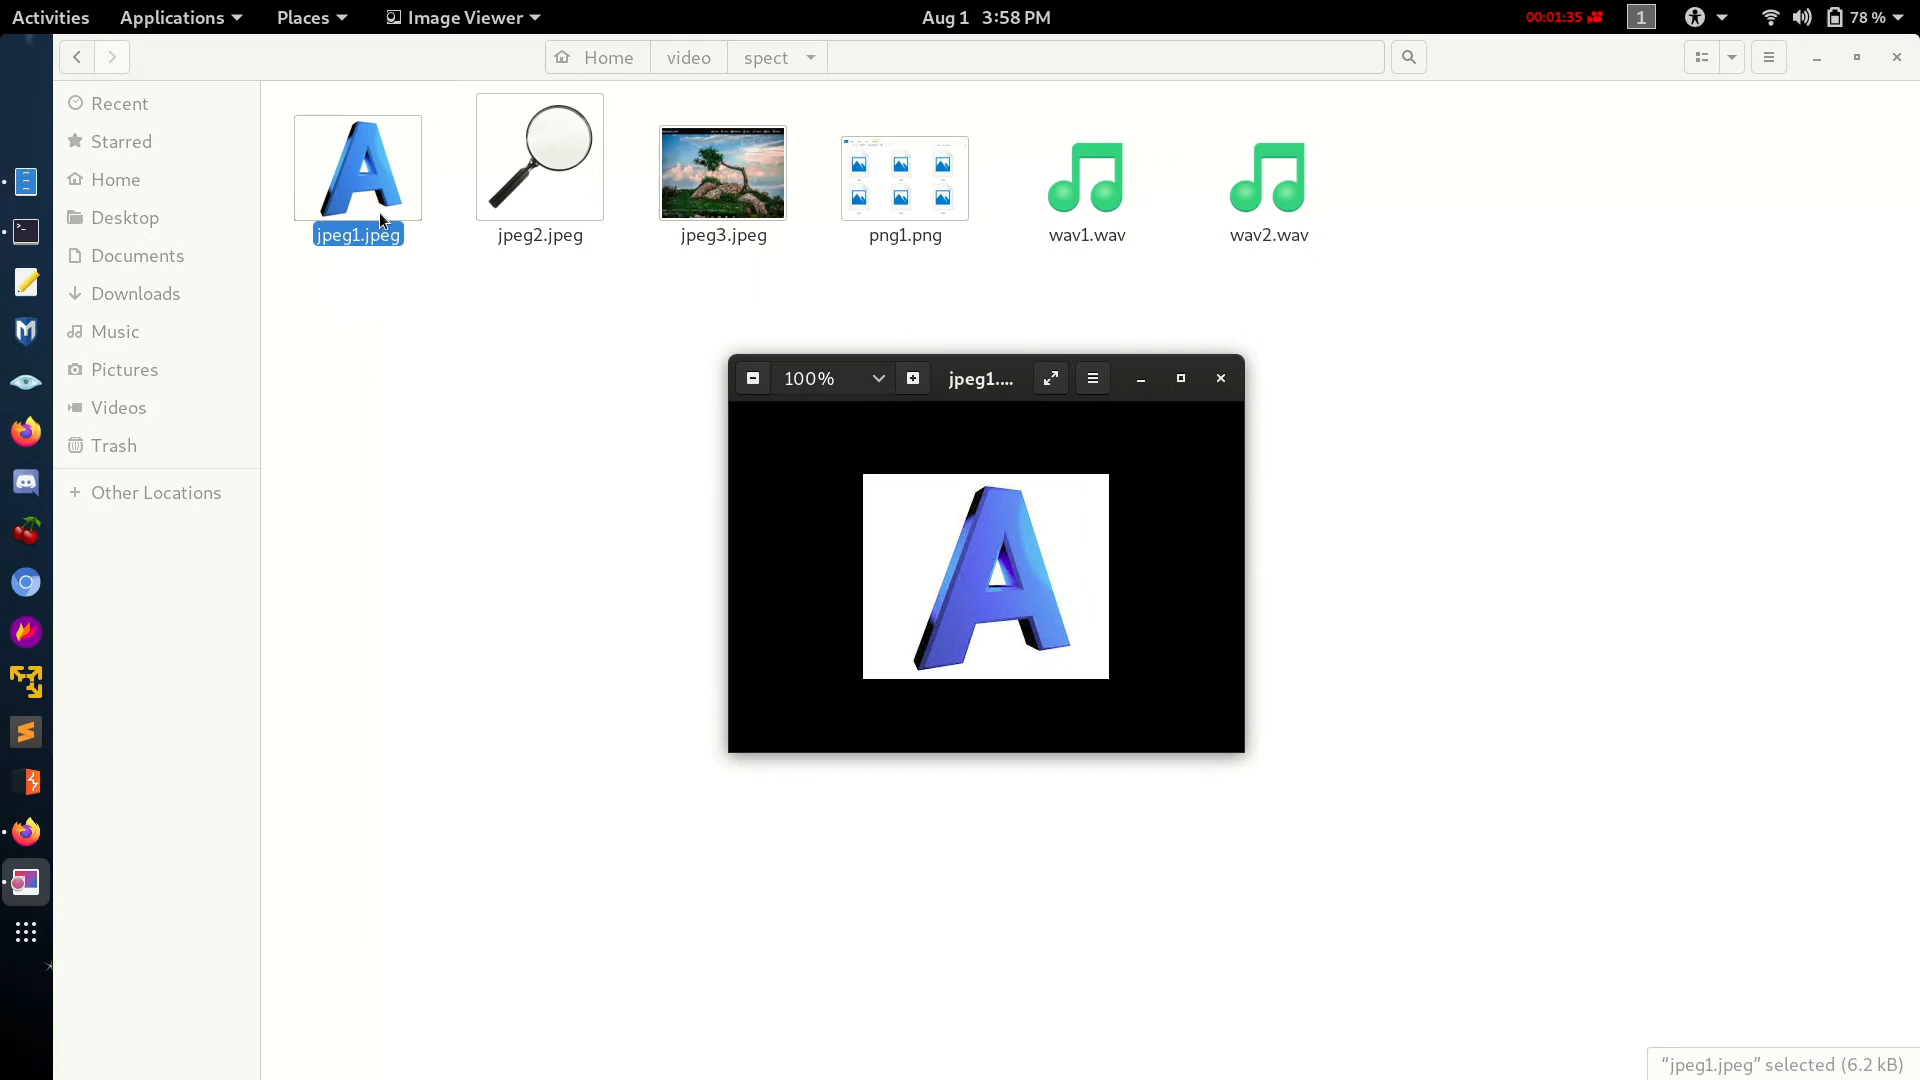 Activities Applications Places Image Viewer Aug 1 3:58 PM 00:01:35 1 78 %
Home video spect
Recent
Starred
Home
Desktop
Documents
Downloads
Music
Pictures
Videos
Trash
Other Locations
jpeg1.jpeg jpeg2.jpeg jpeg3.jpeg png1.png wav1.wav wav2.wav
100% jpeg1....
A
"jpeg1.jpeg" selected (6.2 kB)